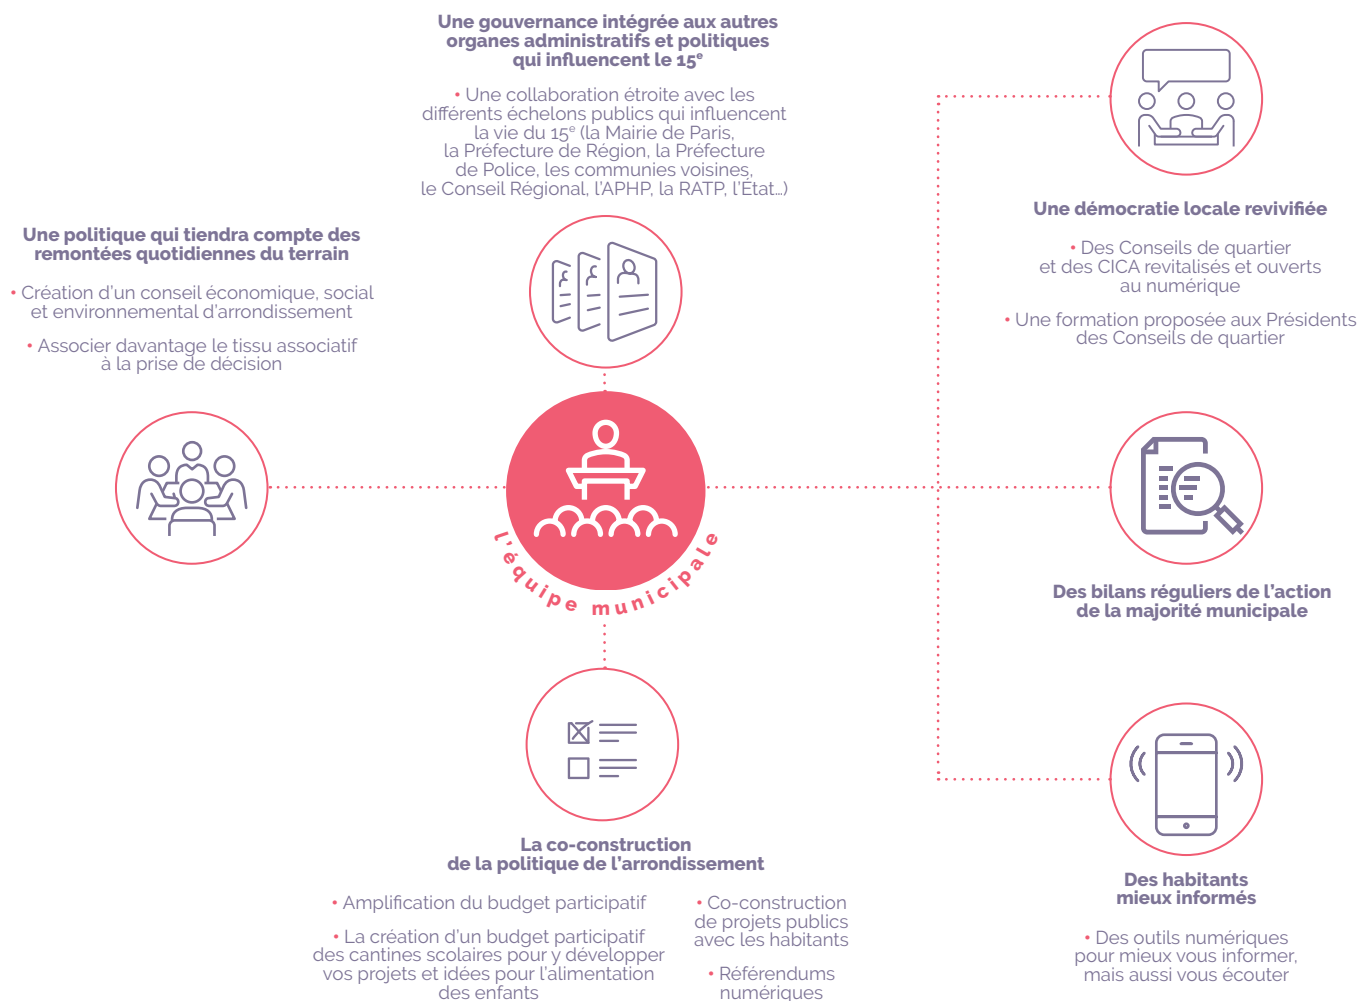 Une gouvernance intégrée aux autres
organes administratifs et politiques
qui influencent le 15e
• Une collaboration étroite avec les
différents échelons publics qui influencent
la vie du 15e (la Mairie de Paris,
la Préfecture de Région, la Préfecture
de Police, les communies voisines,
le Conseil Régional, l’APHP, la RATP, l’État…)
Une politique qui tiendra compte des
remontées quotidiennes du terrain
• Création d’un conseil économique, social
et environnemental d’arrondissement
• Associer davantage le tissu associatif
à la prise de décision
l’équipe municipale
Une démocratie locale revivifiée
• Des Conseils de quartier
et des CICA revitalisés et ouverts
au numérique
• Une formation proposée aux Présidents
des Conseils de quartier
Des bilans réguliers de l’action
de la majorité municipale
La co-construction
de la politique de l’arrondissement
• Amplification du budget participatif
• La création d’un budget participatif
des cantines scolaires pour y développer
vos projets et idées pour l’alimentation
des enfants
• Co-construction
de projets publics
avec les habitants
• Référendums
numériques
Des habitants
mieux informés
• Des outils numériques
pour mieux vous informer,
mais aussi vous écouter